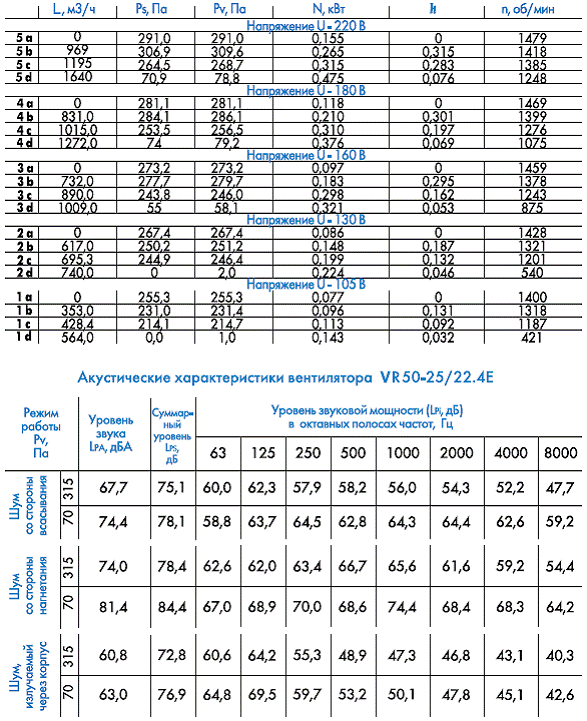 L, м3/ч Ps, Па Pv, Па N, кВт h n, об/мин
Напряжение U - 220 В
5 a 0 291,0 291,0 0,155 0 1479
5 b 969 306,9 309,6 0,265 0,315 1418
5 c 1195 264,5 268,7 0,315 0,283 1385
5 d 1640 70,9 78,8 0,475 0,076 1248
Напряжение U - 180 В
4 a 0 281,1 281,1 0,118 0 1469
4 b 831,0 284,1 286,1 0,210 0,301 1399
4 c 1015,0 253,5 256,5 0,310 0,197 1276
4 d 1272,0 74 79,2 0,376 0,069 1075
Напряжение U - 160 В
3 a 0 273,2 273,2 0,097 0 1459
3 b 732,0 277,7 279,7 0,183 0,295 1378
3 c 890,0 243,8 246,0 0,298 0,162 1243
3 d 1009,0 55 58,1 0,321 0,053 875
Напряжение U - 130 В
2 a 0 267,4 267,4 0,086 0 1428
2 b 617,0 250,2 251,2 0,148 0,187 1321
2 c 695,3 244,9 246,4 0,199 0,132 1201
2 d 740,0 0 2,0 0,224 0,046 540
Напряжение U - 105 В
1 a 0 255,3 255,3 0,077 0 1400
1 b 353,0 231,0 231,4 0,096 0,131 1318
1 c 428,4 214,1 214,7 0,113 0,092 1187
1 d 564,0 0,0 1,0 0,143 0,032 421
Акустические характеристики вентилятора VR50-25/22.4E
Режим работы Pv, Па
Уровень звука LPA, дБА
Суммар-ный уровень LPS, дБ
Уровень звуковой мощности (LPi, дБ)
в октавных полосах частот, Гц
63 125 250 500 1000 2000 4000 8000
Шум со стороны всасывания
315 67,7 75,1 60,0 62,3 57,9 58,2 56,0 54,3 52,2 47,7
70 74,4 78,1 58,8 63,7 64,5 62,8 64,3 64,4 62,6 59,2
Шум со стороны нагнетания
315 74,0 78,4 62,6 62,0 63,4 66,7 65,6 61,6 59,2 54,4
70 81,4 84,4 67,0 68,9 70,0 68,6 74,4 68,4 68,3 64,2
Шум, излучаемый через корпус
315 60,8 72,8 60,6 64,2 55,3 48,9 47,3 46,8 43,1 40,3
70 63,0 76,9 64,8 69,5 59,7 53,2 50,1 47,8 45,1 42,6